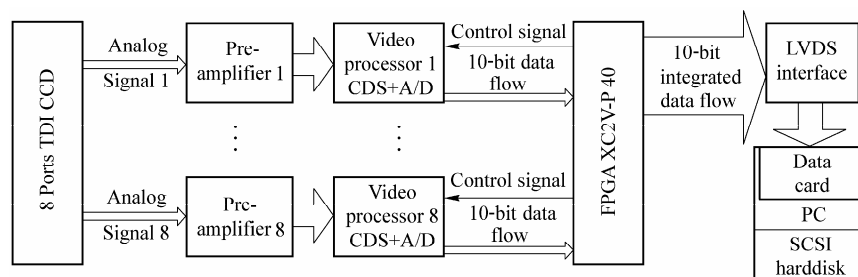 8 Ports TDI CCD
Analog
Signal 1
Pre-
amplifier 1
Video
processor 1
CDS+A/D
Control signal
10-bit data
flow
Analog
Signal 8
Pre-
amplifier 8
Video
processor 8
CDS+A/D
Control signal
10-bit data
flow
FPGA XC2V-P 40
10-bit
integrated
data flow
LVDS
interface
Data
card
PC
SCSI
harddisk